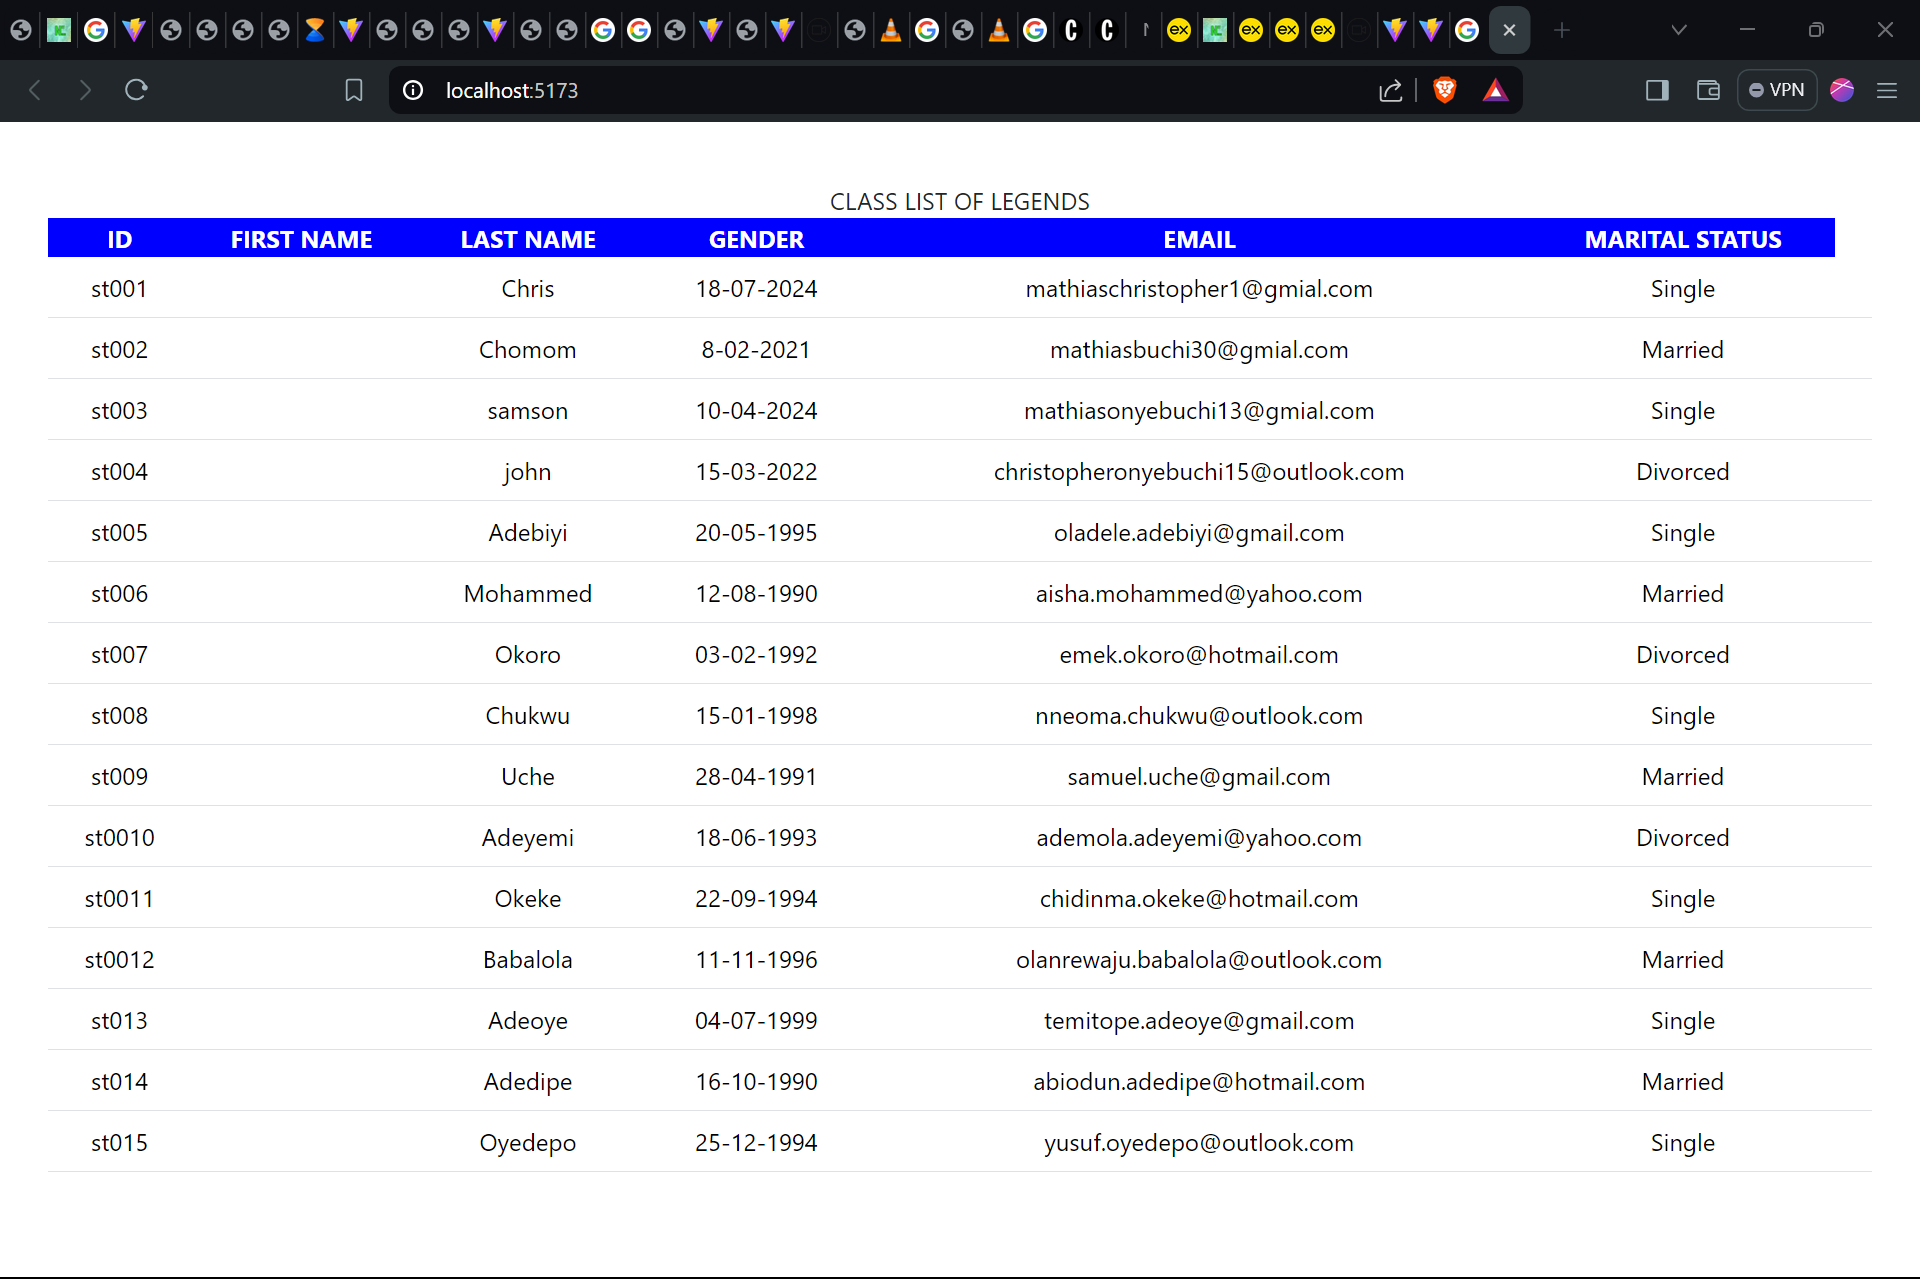 localhost:5173
VPN
CLASS LIST OF LEGENDS
ID FIRST NAME LAST NAME GENDER EMAIL MARITAL STATUS
st001 Chris 18-07-2024 mathiaschristopher1@gmial.com Single
st002 Chomom 8-02-2021 mathiasbuchi30@gmial.com Married
st003 samson 10-04-2024 mathiasonyebuchi13@gmial.com Single
st004 john 15-03-2022 christopheronyebuchi15@outlook.com Divorced
st005 Adebiyi 20-05-1995 oladele.adebiyi@gmail.com Single
st006 Mohammed 12-08-1990 aisha.mohammed@yahoo.com Married
st007 Okoro 03-02-1992 emek.okoro@hotmail.com Divorced
st008 Chukwu 15-01-1998 nneoma.chukwu@outlook.com Single
st009 Uche 28-04-1991 samuel.uche@gmail.com Married
st0010 Adeyemi 18-06-1993 ademola.adeyemi@yahoo.com Divorced
st0011 Okeke 22-09-1994 chidinma.okeke@hotmail.com Single
st0012 Babalola 11-11-1996 olanrewaju.babalola@outlook.com Married
st013 Adeoye 04-07-1999 temitope.adeoye@gmail.com Single
st014 Adedipe 16-10-1990 abiodun.adedipe@hotmail.com Married
st015 Oyedepo 25-12-1994 yusuf.oyedepo@outlook.com Single